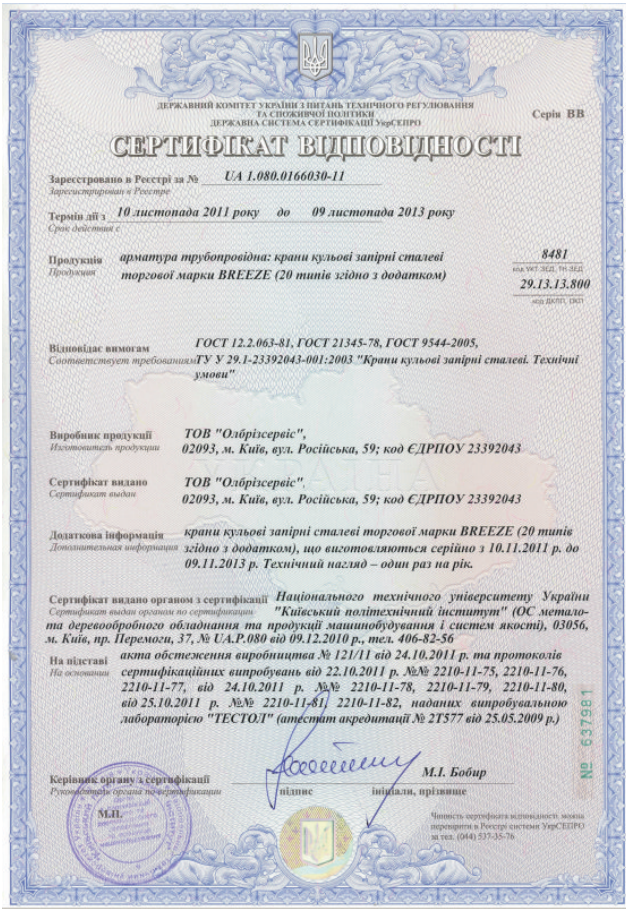 ДЕРЖАВНИЙ КОМІТЕТ УКРАЇНИ З ПИТАНЬ ТЕХНІЧНОГО РЕГУЛЮВАННЯ
ТА СПОЖИВЧОЇ ПОЛІТИКИ
ДЕРЖАВНА СИСТЕМА СЕРТИФІКАЦІЇ УкрСЕПРО
Серія ВВ
СЕРТИФІКАТ ВІДПОВІДНОСТІ
Зареєстровано в Реєстрі за № UA 1.080.0166030-11
Зарегистрирован в Реестре
Термін дії з 10 листопада 2011 року до 09 листопада 2013 року
Срок действия с
Продукція арматура трубопровідна: крани кульові запірні сталеві 8481
Продукция торгової марки BREEZE (20 типів згідно з додатком) код УКТ ЗЕД, ТН ЗЕД
29.13.13.800
код ДКПП, ОКП
Відповідає вимогам ГОСТ 12.2.063-81, ГОСТ 21345-78, ГОСТ 9544-2005,
Соответствует требованиям ТУ У 29.1-23392043-001:2003 "Крани кульові запірні сталеві. Технічні
умови"
УКРАЇНА
Виробник продукції ТОВ "Олбрізсервіс",
Изготовитель продукции 02093, м. Київ, вул. Російська, 59; код ЄДРПОУ 23392043
Сертифікат видано ТОВ "Олбрізсервіс",
Сертификат выдан 02093, м. Київ, вул. Російська, 59; код ЄДРПОУ 23392043
Додаткова інформація крани кульові запірні сталеві торгової марки BREEZE (20 типів
Дополнительная информация згідно з додатком), що виготовляються серійно з 10.11.2011 р. до
09.11.2013 р. Технічний нагляд – один раз на рік.
Сертифікат видано органом з сертифікації Національного технічного університету України
Сертификат выдан органом по сертификации "Київський політехнічний інститут" (ОС метало-
та деревообробного обладнання та продукції машинобудування і систем якості), 03056,
м. Київ, пр. Перемоги, 37, № UA.P.080 від 09.12.2010 р., тел. 406-82-56
На підставі акта обстеження виробництва № 121/11 від 24.10.2011 р. та протоколів
На основании сертифікаційних випробувань від 22.10.2011 р. №№ 2210-11-75, 2210-11-76,
2210-11-77, від 24.10.2011 р. №№ 2210-11-78, 2210-11-79, 2210-11-80,
від 25.10.2011 р. №№ 2210-11-81, 2210-11-82, наданих випробувальною
лабораторією "ТЕСТОЛ" (атестат акредитації № 2Т577 від 25.05.2009 р.)
№ 637981
Керівник органу з сертифікації М.І. Бобир
Руководитель органа по сертификации підпис ініціали, прізвище
М.П.
Чинність сертифіката відповідності можна
перевірити в Реєстрі системи УкрСЕПРО
за тел. (044) 537-35-76